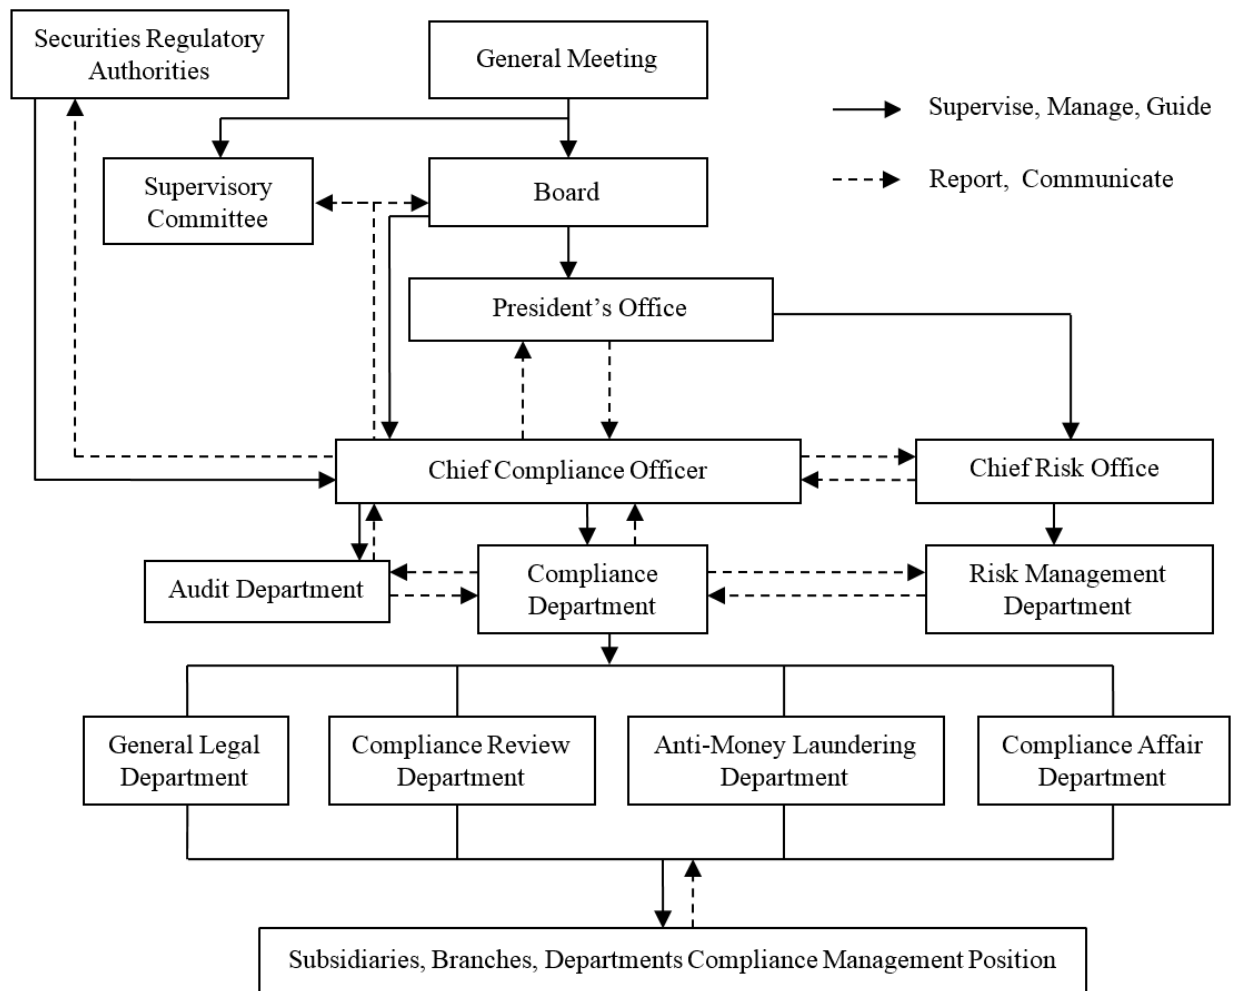 Securities Regulatory
Authorities
General Meeting
Supervise, Manage, Guide
Report, Communicate
Supervisory
Committee
Board
President’s Office
Chief Compliance Officer
Chief Risk Office
Audit Department
Compliance
Department
Risk Management
Department
General Legal
Department
Compliance Review
Department
Anti-Money Laundering
Department
Compliance Affair
Department
Subsidiaries, Branches, Departments Compliance Management Position